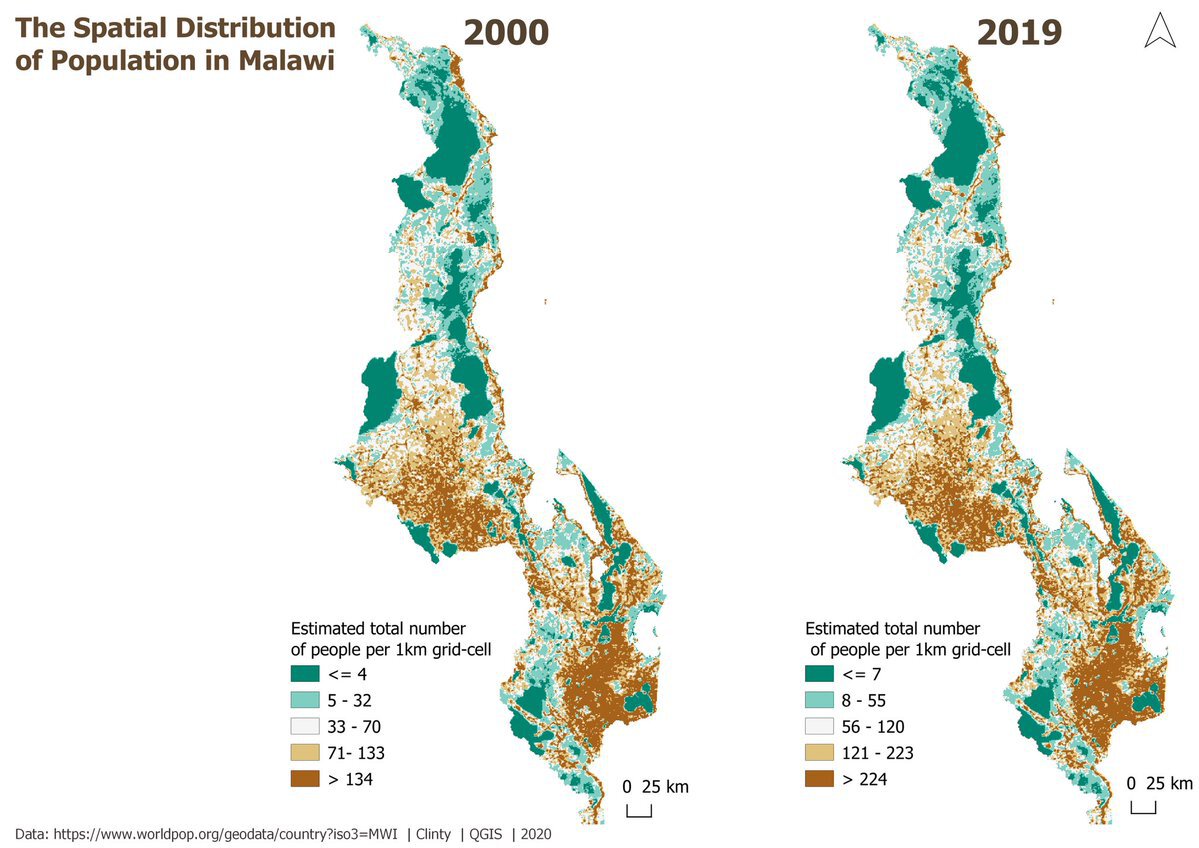 The Spatial Distribution
of Population in Malawi
2000
2019
Estimated total number
of people per 1km grid-cell
<= 4
5 - 32
33 - 70
71- 133
> 134
0 25 km
Estimated total number
of people per 1km grid-cell
<= 7
8 - 55
56 - 120
121 - 223
> 224
0 25 km
Data: https://www.worldpop.org/geodata/country?iso3=MWI | Clinty | QGIS | 2020